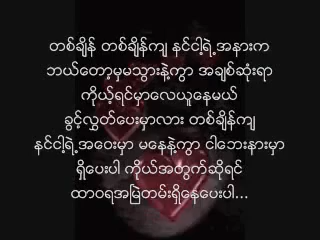 တစ်ချိန် တစ်ချိန်ကျ နင်ငါ့ရဲ့အနားက
ဘယ်တော့မှမသွားနဲ့ကွာ အချစ်ဆုံးရာ
ကိုယ့်ရင်မှာလေယူနေမယ်
ခွင့်လွှတ်ပေးမှာလား တစ်ချိန်ကျ
နင်ငါ့ရဲ့အဝေးမှာ မနေနဲ့ကွာ ငါဘေးနားမှာ
ရှိပေးပါ ကိုယ်အတွက်ဆိုရင်
ထာဝရအမြဲတမ်းရှိနေပေးပါ...